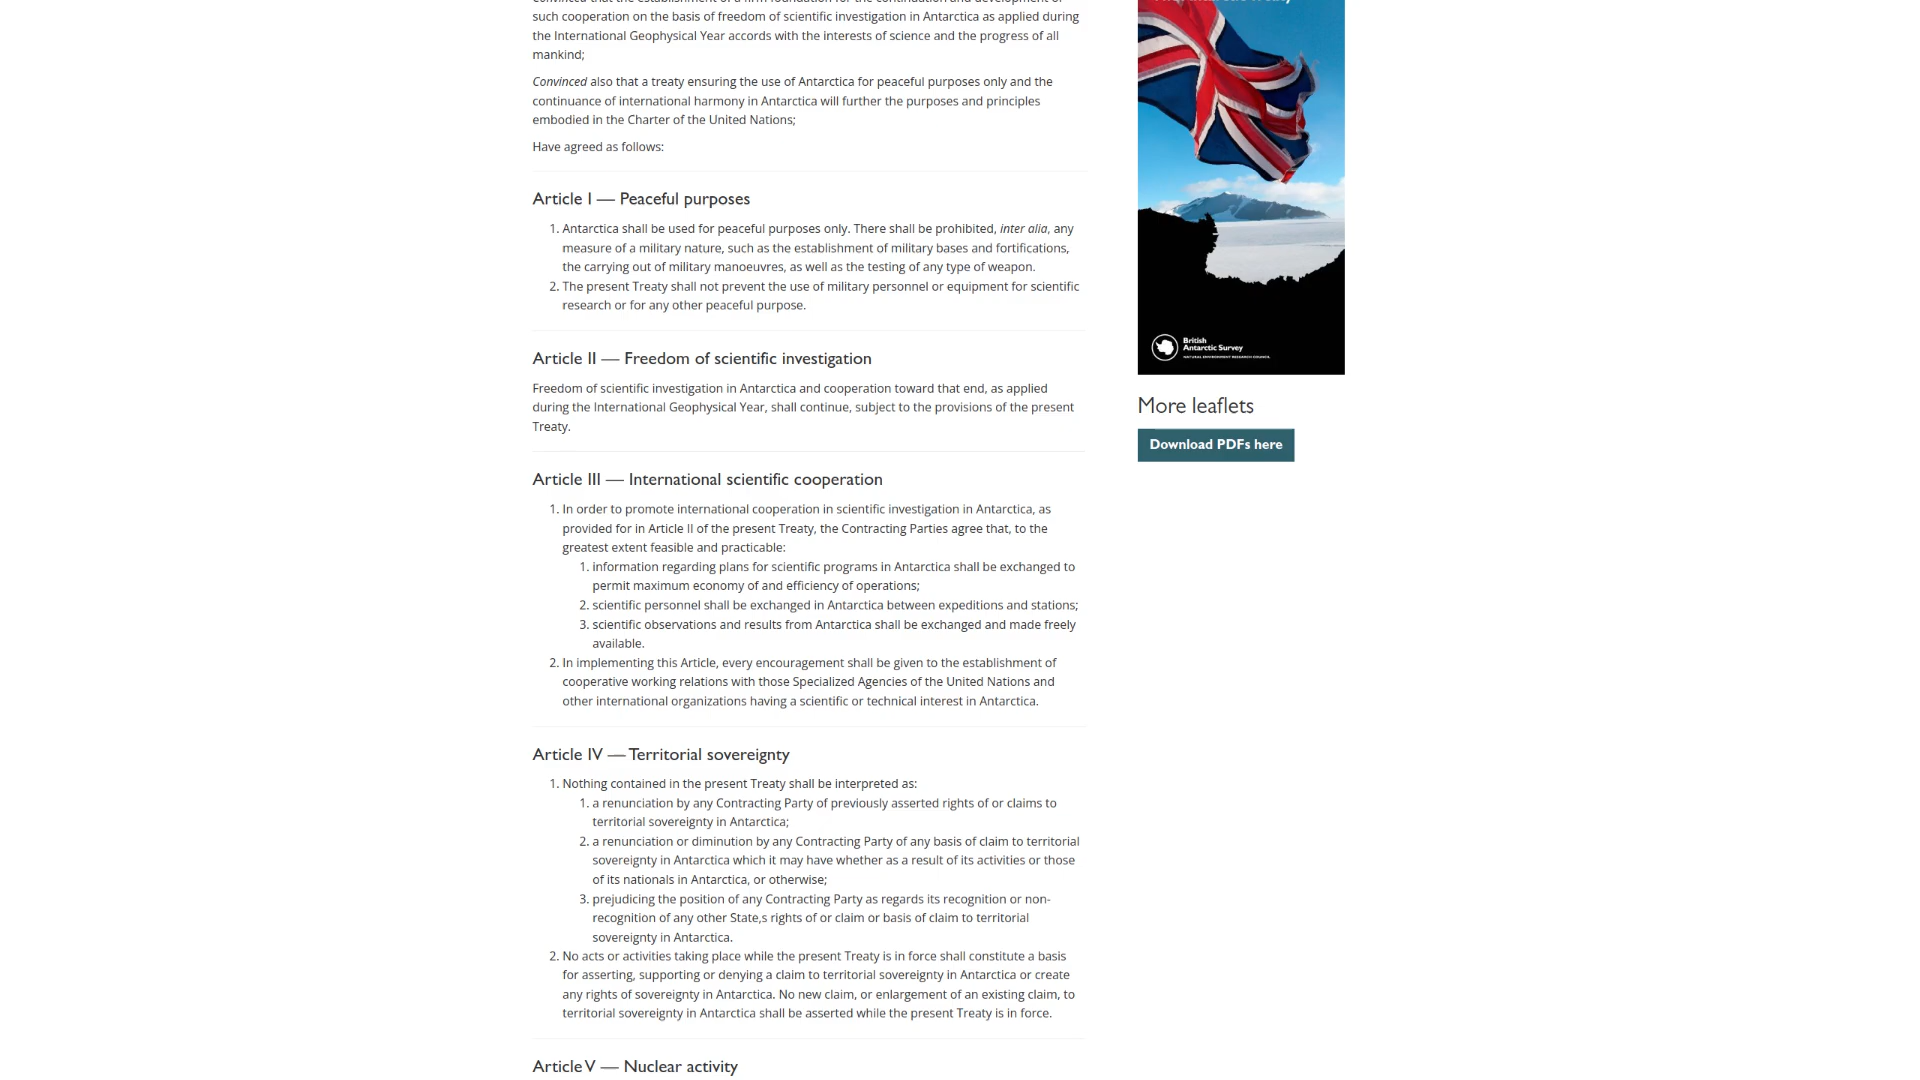 such cooperation on the basis of freedom of scientific investigation in Antarctica as applied during
the International Geophysical Year accords with the interests of science and the progress of all
mankind;
Convinced also that a treaty ensuring the use of Antarctica for peaceful purposes only and the
continuance of international harmony in Antarctica will further the purposes and principles
embodied in the Charter of the United Nations;
Have agreed as follows:
Article I — Peaceful purposes
1. Antarctica shall be used for peaceful purposes only. There shall be prohibited, inter alia, any
measure of a military nature, such as the establishment of military bases and fortifications,
the carrying out of military manoeuvres, as well as the testing of any type of weapon.
2. The present Treaty shall not prevent the use of military personnel or equipment for scientific
research or for any other peaceful purpose.
Article II — Freedom of scientific investigation
Freedom of scientific investigation in Antarctica and cooperation toward that end, as applied
during the International Geophysical Year, shall continue, subject to the provisions of the present
Treaty.
Article III — International scientific cooperation
1. In order to promote international cooperation in scientific investigation in Antarctica, as
provided for in Article II of the present Treaty, the Contracting Parties agree that, to the
greatest extent feasible and practicable:
1. information regarding plans for scientific programs in Antarctica shall be exchanged to
permit maximum economy of and efficiency of operations;
2. scientific personnel shall be exchanged in Antarctica between expeditions and stations;
3. scientific observations and results from Antarctica shall be exchanged and made freely
available.
2. In implementing this Article, every encouragement shall be given to the establishment of
cooperative working relations with those Specialized Agencies of the United Nations and
other international organizations having a scientific or technical interest in Antarctica.
Article IV — Territorial sovereignty
1. Nothing contained in the present Treaty shall be interpreted as:
1. a renunciation by any Contracting Party of previously asserted rights of or claims to
territorial sovereignty in Antarctica;
2. a renunciation or diminution by any Contracting Party of any basis of claim to territorial
sovereignty in Antarctica which it may have whether as a result of its activities or those
of its nationals in Antarctica, or otherwise;
3. prejudicing the position of any Contracting Party as regards its recognition or non-
recognition of any other State,s rights of or claim or basis of claim to territorial
sovereignty in Antarctica.
2. No acts or activities taking place while the present Treaty is in force shall constitute a basis
for asserting, supporting or denying a claim to territorial sovereignty in Antarctica or create
any rights of sovereignty in Antarctica. No new claim, or enlargement of an existing claim, to
territorial sovereignty in Antarctica shall be asserted while the present Treaty is in force.
Article V — Nuclear activity
British
Antarctic Survey
NATURAL ENVIRONMENT RESEARCH COUNCIL
More leaflets
Download PDFs here